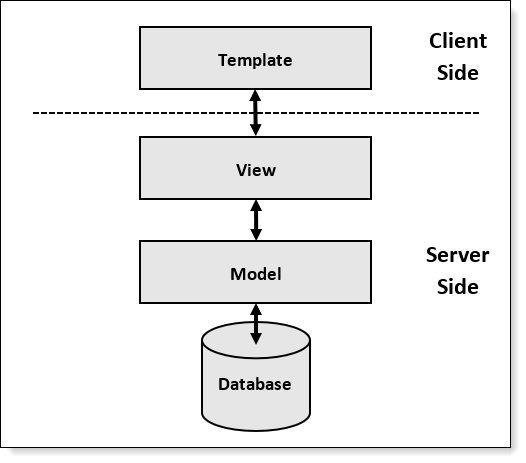 Client
Side
Template
View
Server
Side
Model
Database